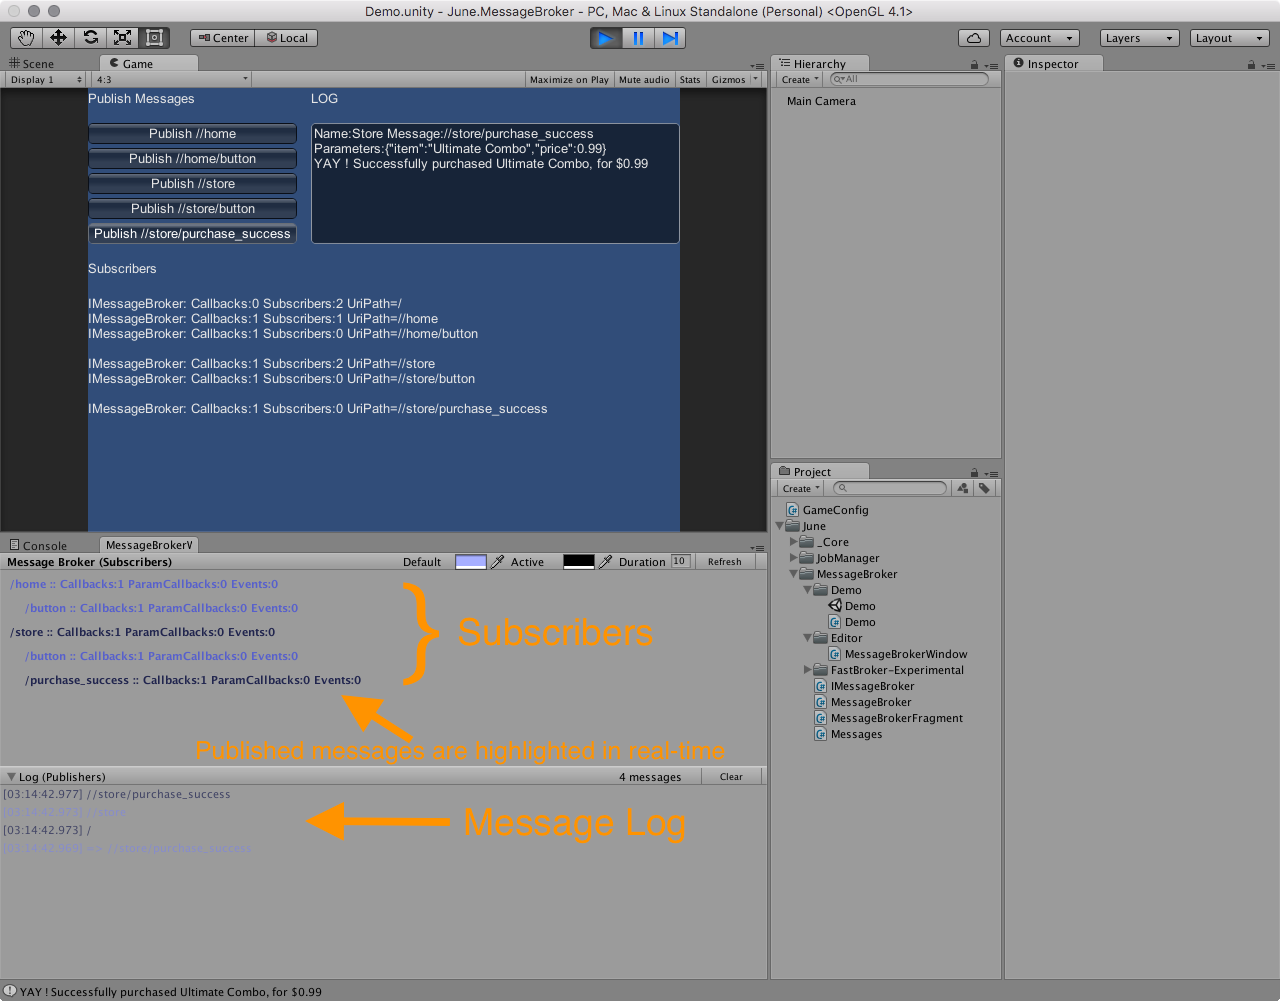 Demo.unity - June.MessageBroker - PC, Mac & Linux Standalone (Personal) <OpenGL 4.1>
Center Local Account Layers Layout
Scene Game
Display 1 4:3 Maximize on Play Mute audio Stats Gizmos
Publish Messages LOG
Publish //home
Publish //home/button
Publish //store
Publish //store/button
Publish //store/purchase_success
Name:Store Message://store/purchase_success
Parameters:{"item":"Ultimate Combo","price":0.99}
YAY ! Successfully purchased Ultimate Combo, for $0.99
Subscribers
IMessageBroker: Callbacks:0 Subscribers:2 UriPath=/
IMessageBroker: Callbacks:1 Subscribers:1 UriPath=//home
IMessageBroker: Callbacks:1 Subscribers:0 UriPath=//home/button
IMessageBroker: Callbacks:1 Subscribers:2 UriPath=//store
IMessageBroker: Callbacks:1 Subscribers:0 UriPath=//store/button
IMessageBroker: Callbacks:1 Subscribers:0 UriPath=//store/purchase_success
Console MessageBrokerV
Message Broker (Subscribers) Default Active Duration 10 Refresh
/home :: Callbacks:1 ParamCallbacks:0 Events:0
/button :: Callbacks:1 ParamCallbacks:0 Events:0
/store :: Callbacks:1 ParamCallbacks:0 Events:0
/button :: Callbacks:1 ParamCallbacks:0 Events:0
/purchase_success :: Callbacks:1 ParamCallbacks:0 Events:0
Subscribers
Published messages are highlighted in real-time
Log (Publishers) 4 messages Clear
[03:14:42.977] //store/purchase_success
[03:14:42.973] //store
[03:14:42.973] /
[03:14:42.969] <-> //store/purchase_success
Message Log
YAY ! Successfully purchased Ultimate Combo, for $0.99
Hierarchy
Create All
Main Camera
Project
Create
GameConfig
June
_Core
JobManager
MessageBroker
Demo
Demo
Demo
Editor
MessageBrokerWindow
FastBroker-Experimental
IMessageBroker
MessageBroker
MessageBrokerFragment
Messages
Inspector